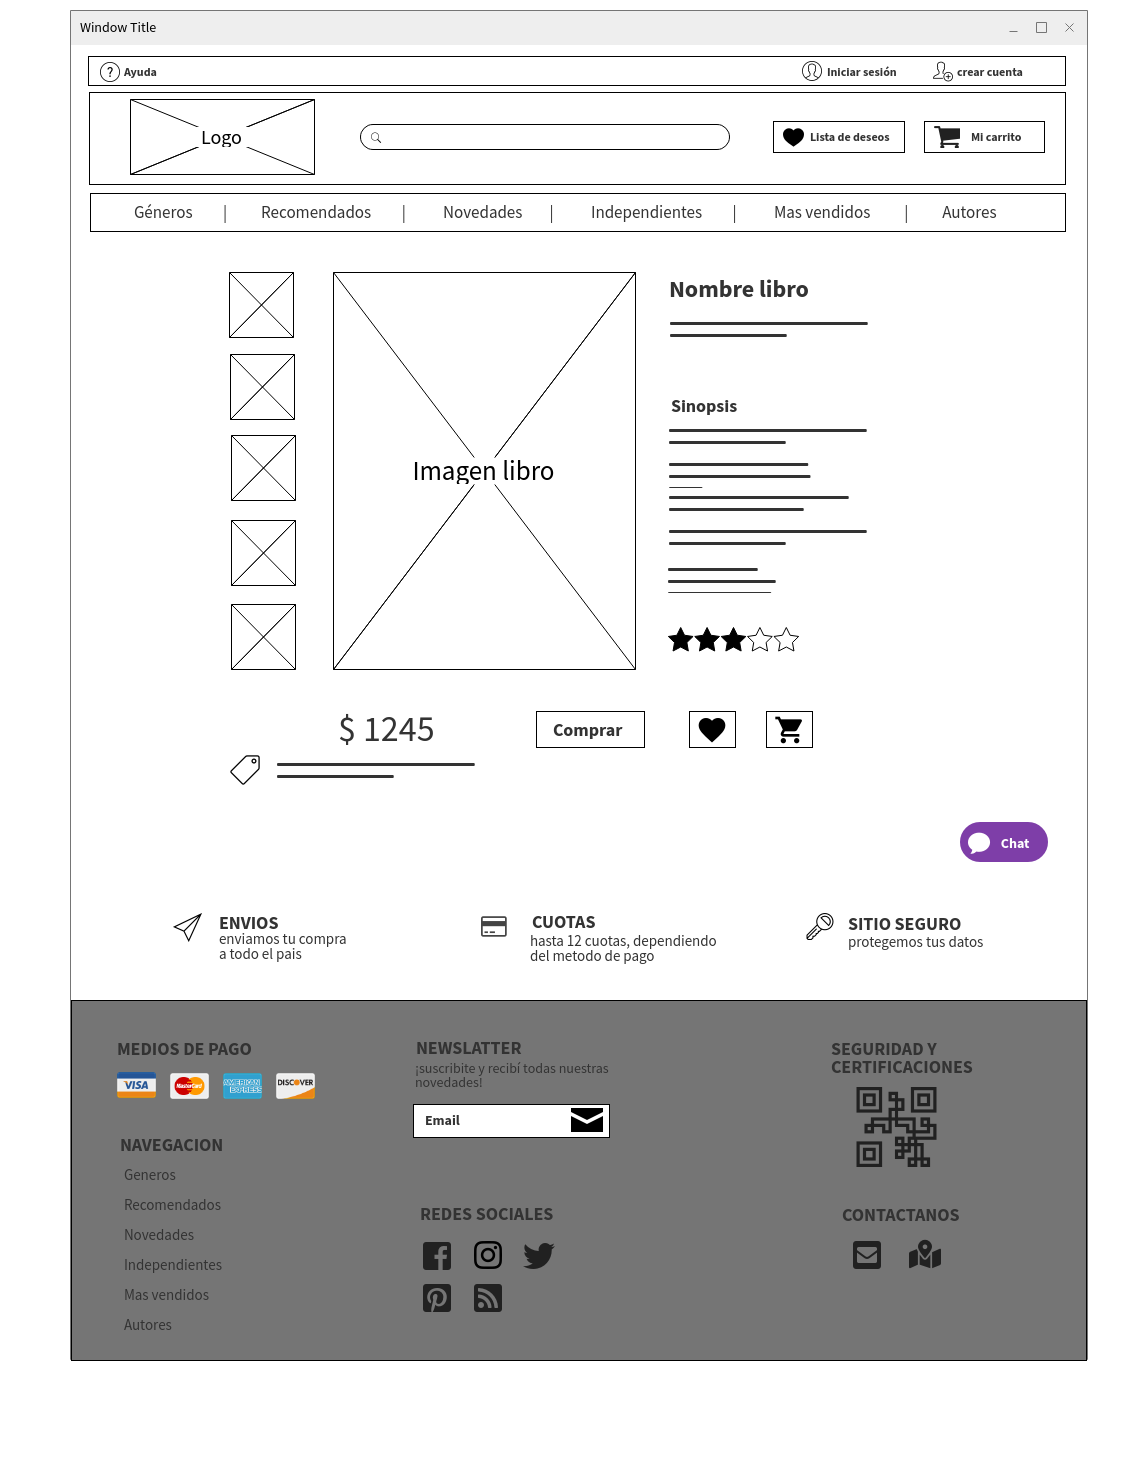 Window Title
Ayuda
Iniciar sesión
crear cuenta
Logo
Lista de deseos
Mi carrito
Géneros | Recomendados | Novedades | Independientes | Mas vendidos | Autores
Nombre libro
Sinopsis
Imagen libro
$ 1245
Comprar
Chat
ENVIOS
enviamos tu compra
a todo el pais
CUOTAS
hasta 12 cuotas, dependiendo
del metodo de pago
SITIO SEGURO
protegemos tus datos
MEDIOS DE PAGO
VISA
MasterCard
AMERICAN
EXPRESS
DISCOVER
NAVEGACION
Generos
Recomendados
Novedades
Independientes
Mas vendidos
Autores
NEWSLATTER
¡suscribite y recibí todas nuestras
novedades!
Email
REDES SOCIALES
SEGURIDAD Y
CERTIFICACIONES
CONTACTANOS